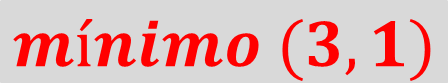 mínimo (3, 1)